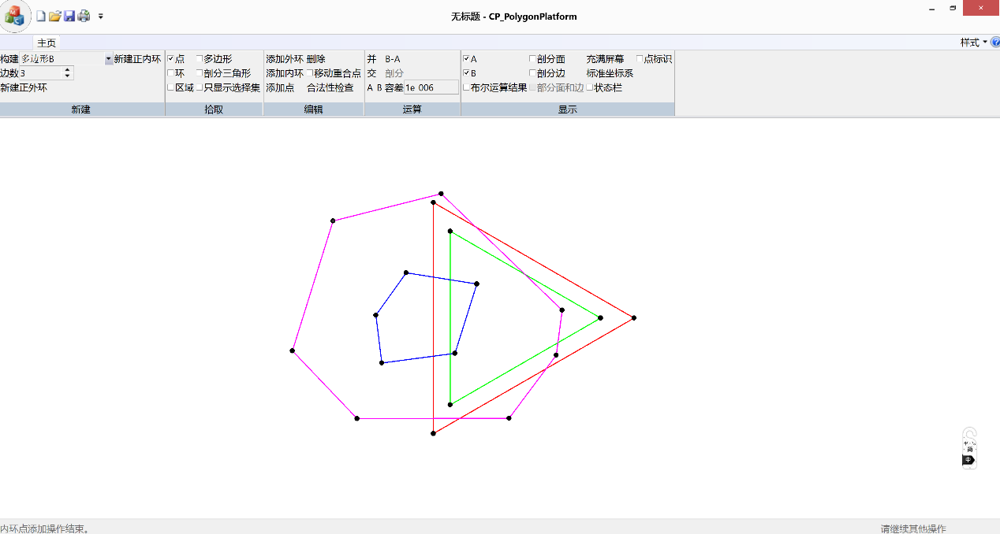 无标题 - CP_PolygonPlatform
主页
样式
构建 多边形B 新建正内环
边数 3
新建正外环
新建
点 多边形
环 剖分三角形
区域 只显示选择集
拾取
添加外环 删除
添加内环 移动重合点
添加点 合法性检查
编辑
并 B-A
交 剖分
A B 容差 1e 006
运算
A 剖分面 充满屏幕 点标识
B 剖分边 标准坐标系
布尔运算结果 部分面和边 状态栏
显示
简
中
内环点添加操作结束。
请继续其他操作